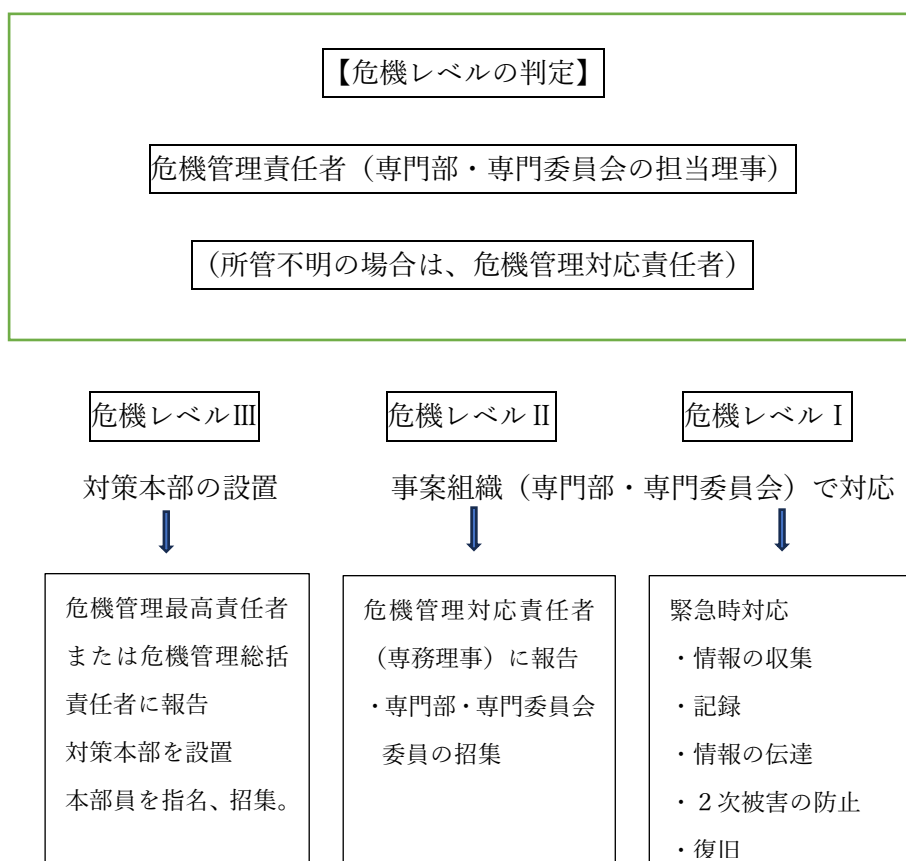 【危機レベルの判定】
危機管理責任者（専門部・専門委員会の担当理事）
（所管不明の場合は、危機管理対応責任者）
危機レベルⅢ
危機レベルⅡ
危機レベルⅠ
対策本部の設置
事案組織（専門部・専門委員会）で対応
危機管理最高責任者
または危機管理総括
責任者に報告
対策本部を設置
本部員を指名、招集。
危機管理対応責任者
（専務理事）に報告
・専門部・専門委員会
委員の招集
緊急時対応
・情報の収集
・記録
・情報の伝達
・２次被害の防止
・復旧